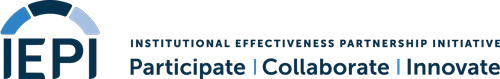 IEPI
INSTITUTIONAL EFFECTIVENESS PARTNERSHIP INITIATIVE
Participate | Collaborate | Innovate